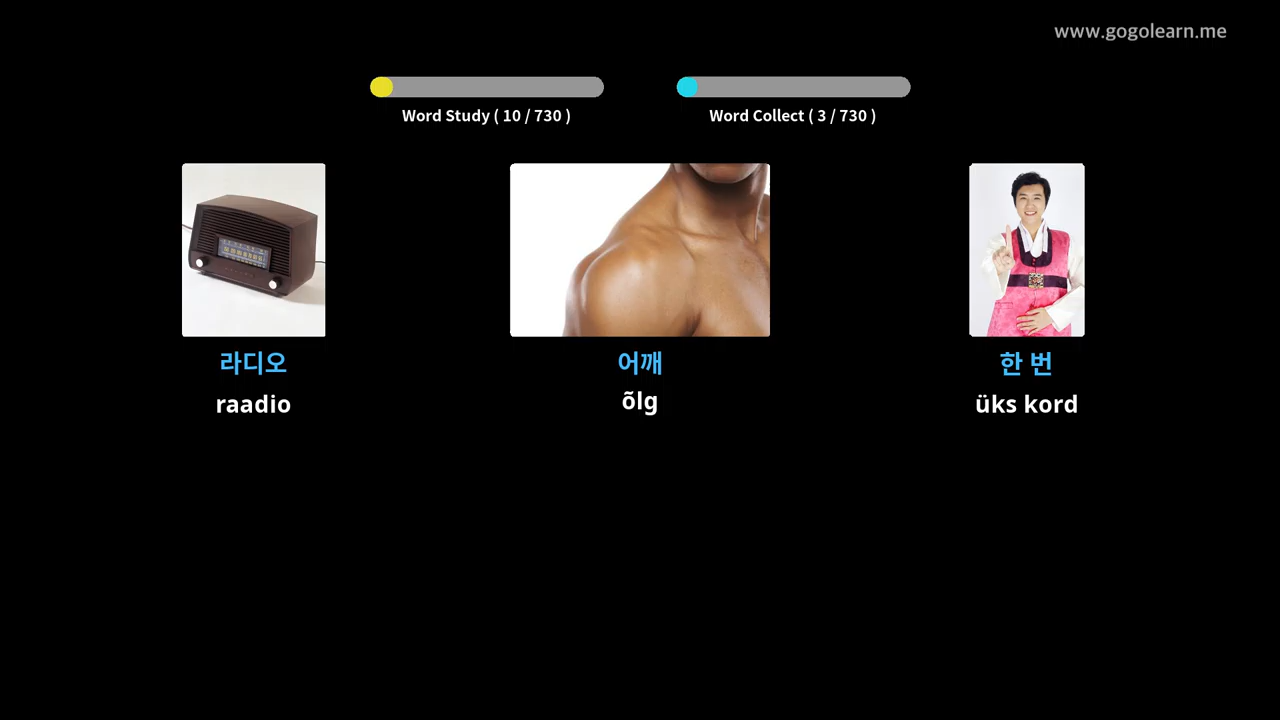 www.gogolearn.me
Word Study ( 10 / 730 )
Word Collect ( 3 / 730 )
라디오
raadio
어깨
õlg
한 번
üks kord